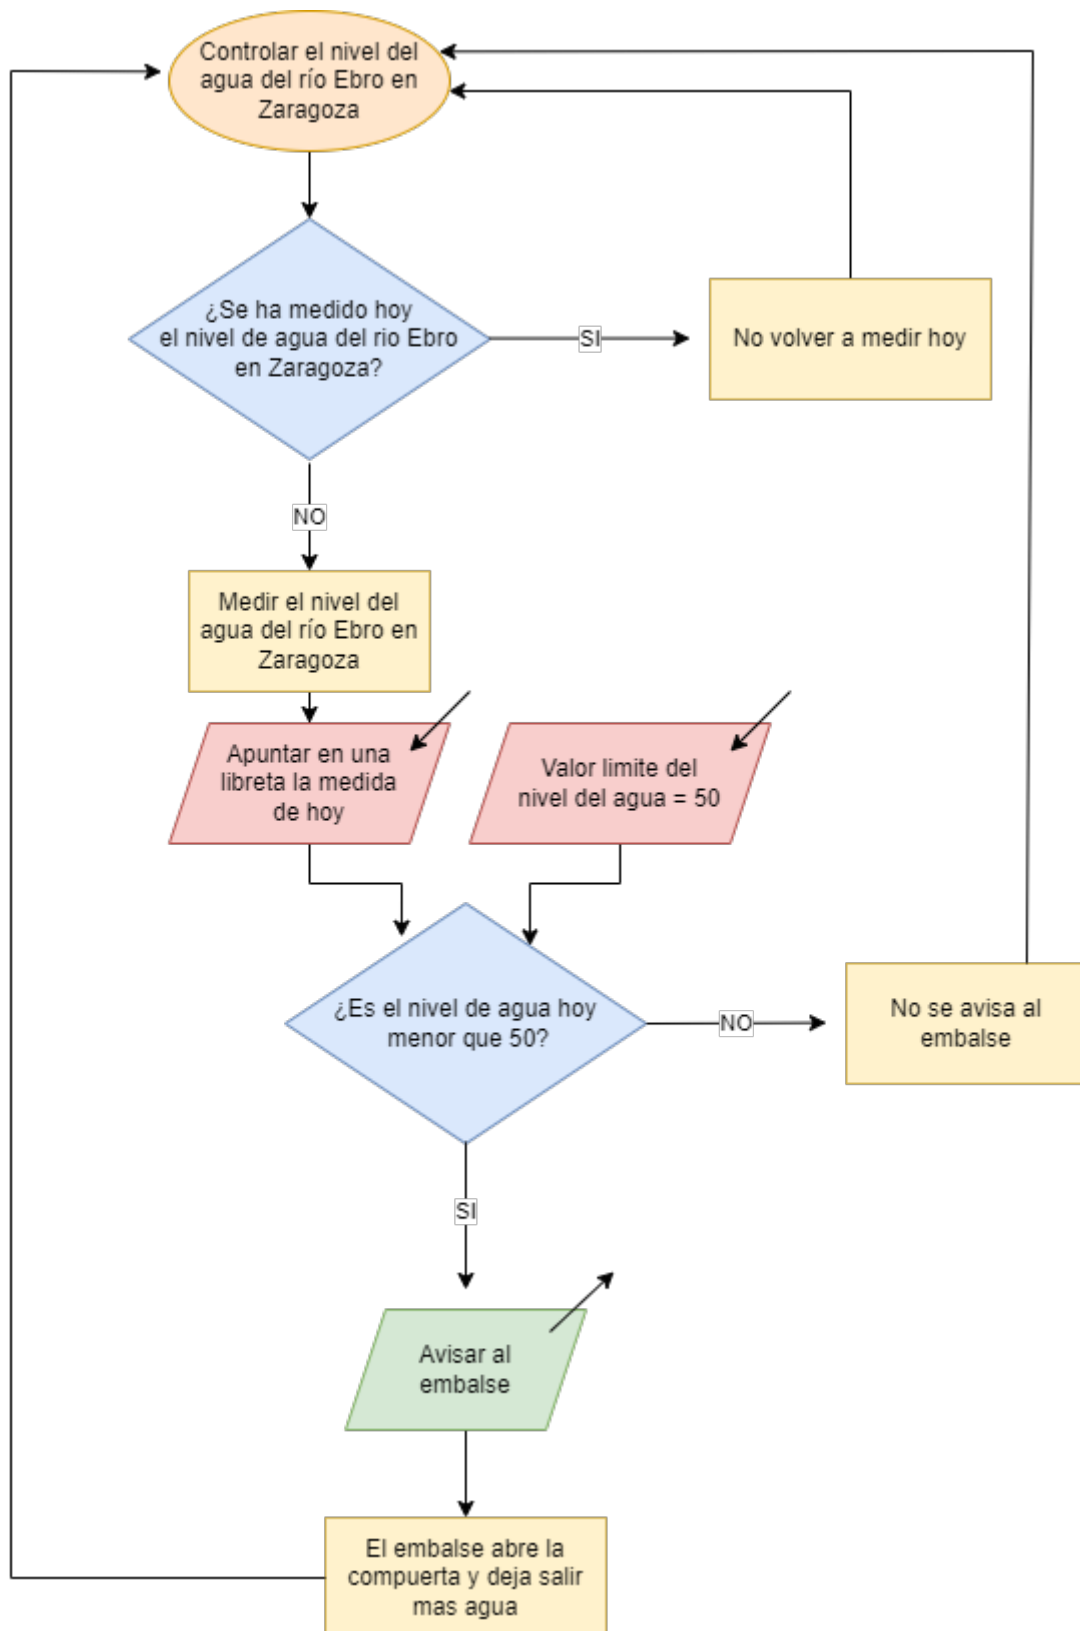 Controlar el nivel del
agua del río Ebro en
Zaragoza
¿Se ha medido hoy
el nivel de agua del rio Ebro
en Zaragoza?
SI
No volver a medir hoy
NO
Medir el nivel del
agua del río Ebro en
Zaragoza
Apuntar en una
libreta la medida
de hoy
Valor limite del
nivel del agua = 50
¿Es el nivel de agua hoy
menor que 50?
NO
No se avisa al
embalse
SI
Avisar al
embalse
El embalse abre la
compuerta y deja salir
mas agua